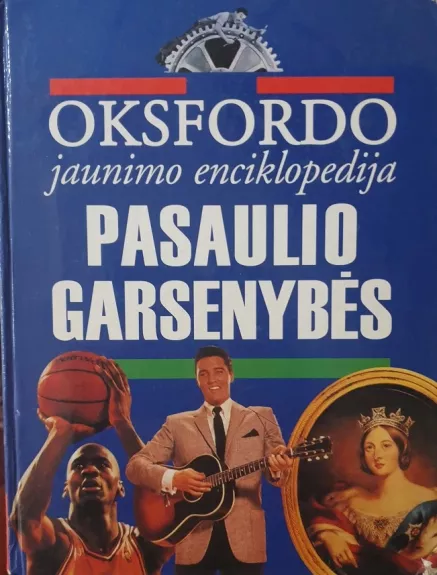 OKSFORDO
jaunimo enciklopedija
PASAULIO
GARSENYBĖS